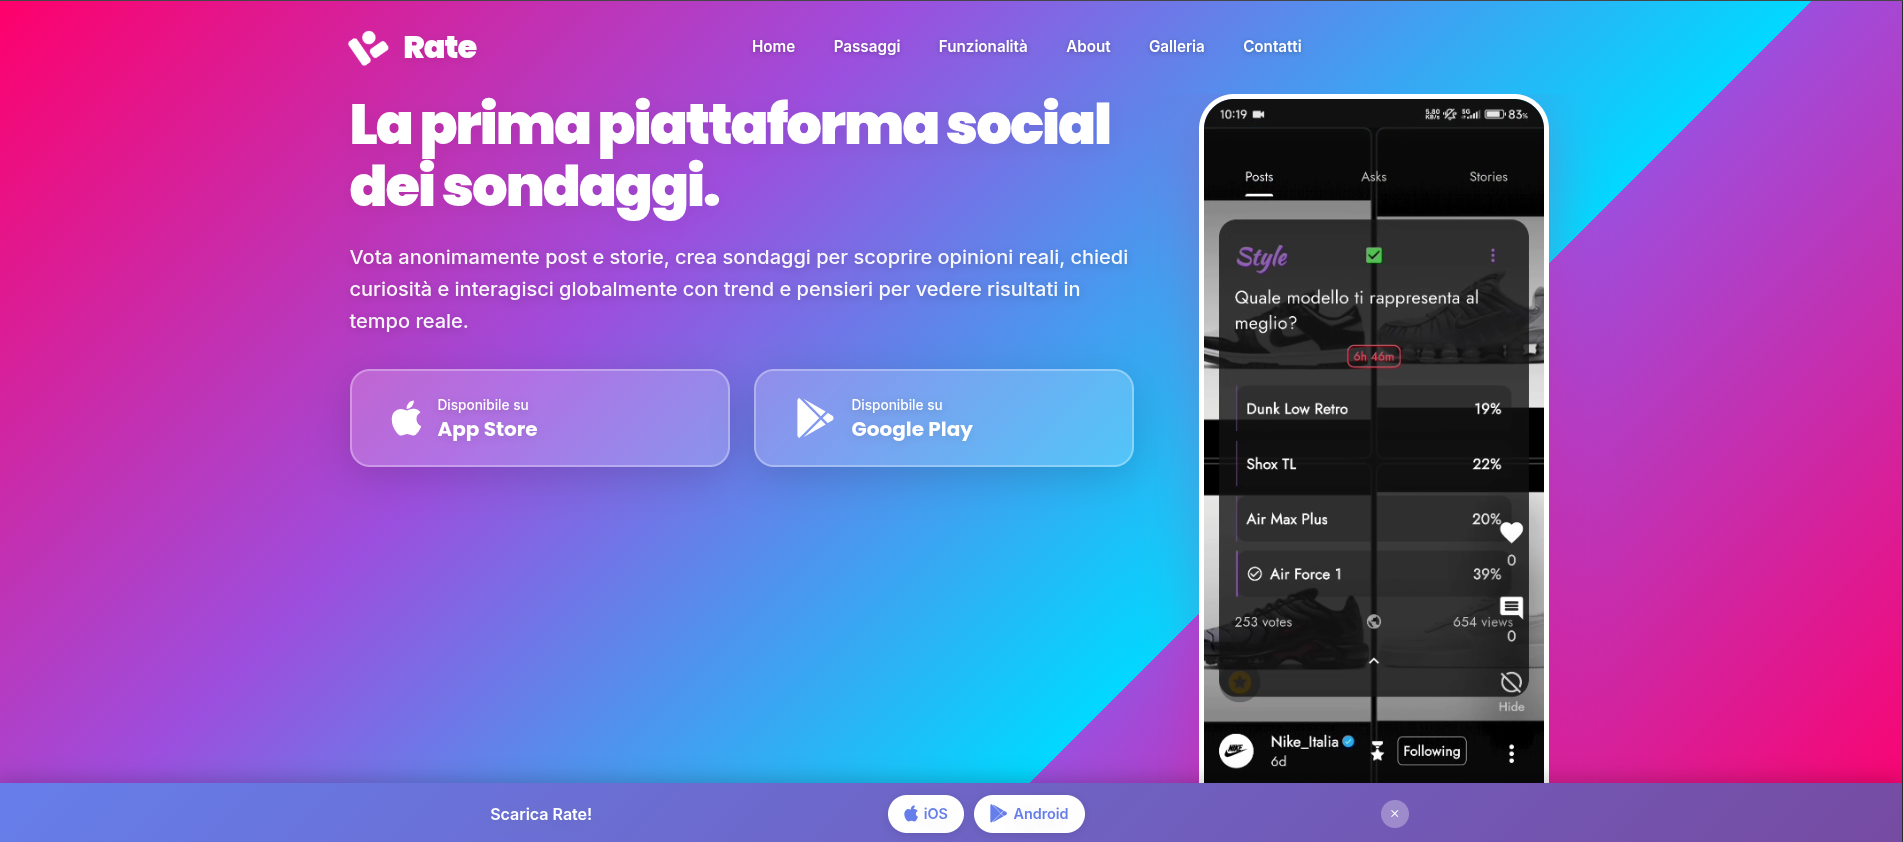 Rate
Home
Passaggi
Funzionalità
About
Galleria
Contatti
La prima piattaforma social
dei sondaggi.
Vota anonimamente post e storie, crea sondaggi per scoprire opinioni reali, chiedi
curiosità e interagisci globalmente con trend e pensieri per vedere risultati in
tempo reale.
Disponibile su
App Store
Disponibile su
Google Play
10:19
5.80
KB/s
5G
83%
Posts
Asks
Stories
Style
Quale modello ti rappresenta al
meglio?
6h 46m
Dunk Low Retro 19%
Shox TL 22%
Air Max Plus 20%
Air Force 1 39%
0
253 votes
654 views
0
Hide
Nike_Italia
6d
Following
Scarica Rate!
iOS
Android